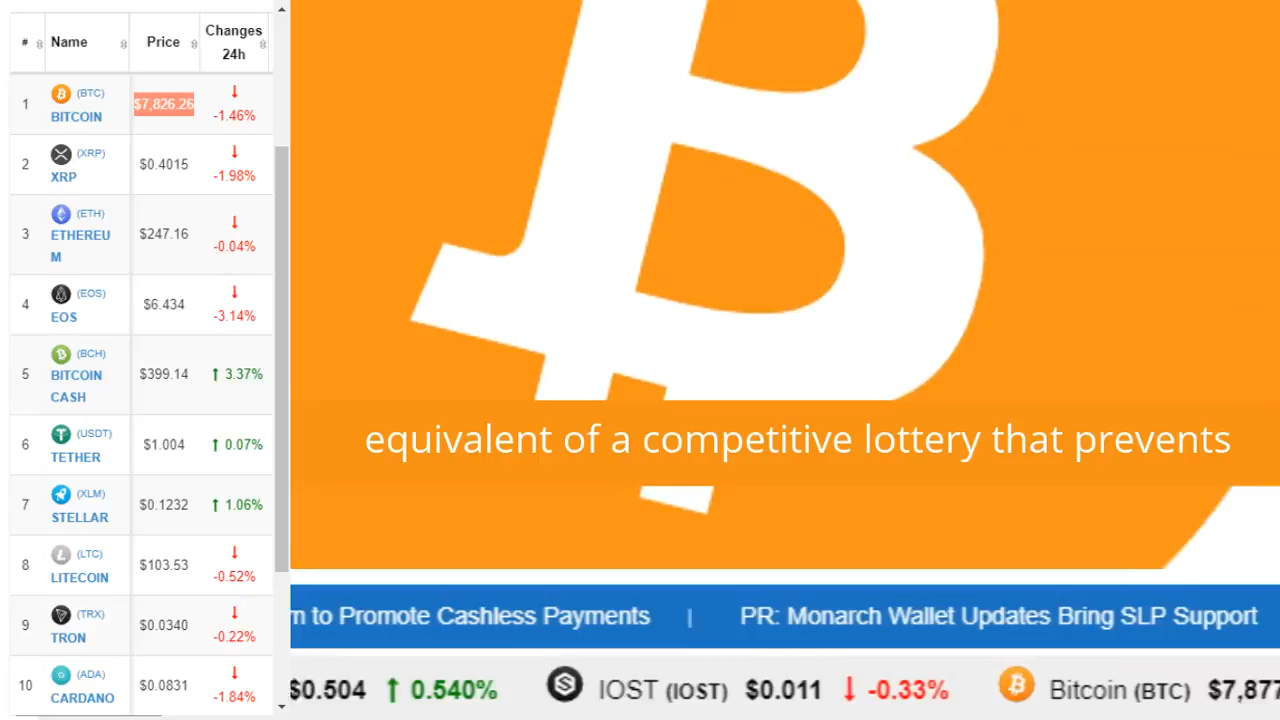 # Name Price Changes 24h
1 (BTC) BITCOIN $7,826.26 -1.46%
2 (XRP) XRP $0.4015 -1.98%
3 (ETH) ETHEREUM $247.16 -0.04%
4 (EOS) EOS $6.434 -3.14%
5 (BCH) BITCOIN CASH $399.14 3.37%
6 (USDT) TETHER $1.004 0.07%
7 (XLM) STELLAR $0.1232 1.06%
8 (LTC) LITECOIN $103.53 -0.52%
9 (TRX) TRON $0.0340 -0.22%
10 (ADA) CARDANO $0.0831 -1.84%
equivalent of a competitive lottery that prevents
to Promote Cashless Payments | PR: Monarch Wallet Updates Bring SLP Support
$0.504 0.540% IOST (IOST) $0.011 -0.33% Bitcoin (BTC) $7,877